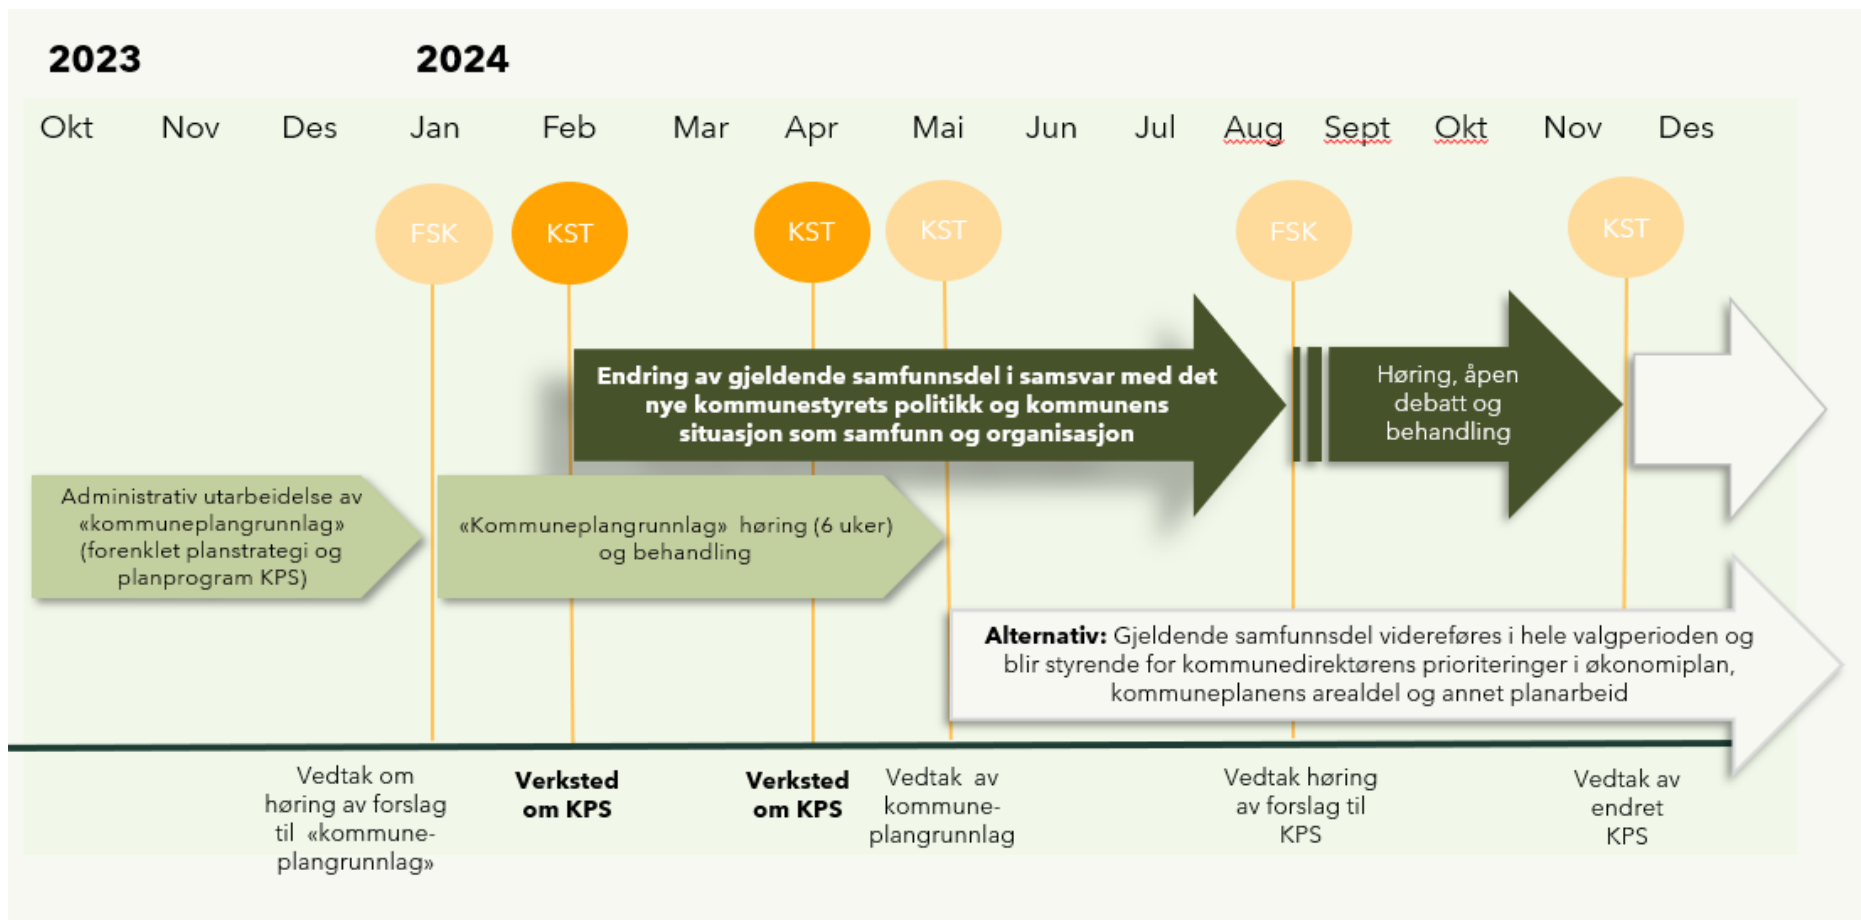 2023
2024
Okt
Nov
Des
Jan
Feb
Mar
Apr
Mai
Jun
Jul
Aug
Sept
Okt
Nov
Des
FSK
KST
KST
KST
FSK
KST
Endring av gjeldende samfunnsdel i samsvar med det
nye kommunestyrets politikk og kommunens
situasjon som samfunn og organisasjon
Høring, åpen
debatt og
behandling
Administrativ utarbeidelse av
«kommuneplangrunnlag»
(forenklet planstrategi og
planprogram KPS)
«Kommuneplangrunnlag» høring (6 uker)
og behandling
Alternativ: Gjeldende samfunnsdel videreføres i hele valgperioden og
blir styrende for kommunedirektørens prioriteringer i økonomiplan,
kommuneplanens arealdel og annet planarbeid
Vedtak om
høring av forslag
til «kommune-
plangrunnlag»
Verksted
om KPS
Verksted
om KPS
Vedtak av
kommune-
plangrunnlag
Vedtak høring
av forslag til
KPS
Vedtak av
endret
KPS